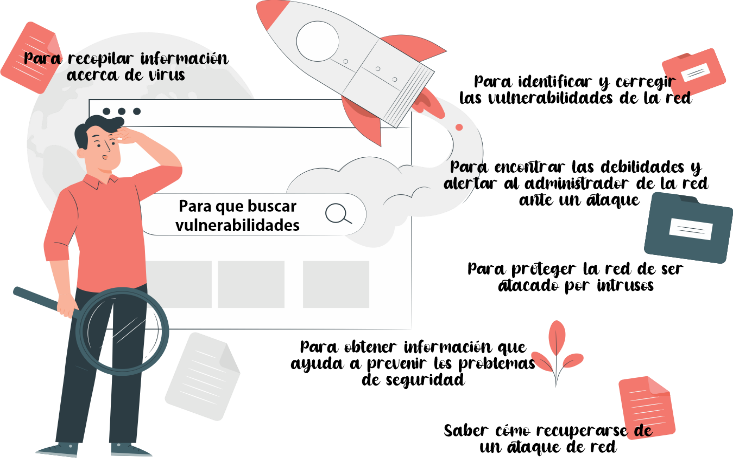 Para recopilar información
acerca de virus
Para identificar y corregir
las vulnerabilidades de la red
Para encontrar las debilidades y
alertar al administrador de la red
ante un ataque
Para que buscar
vulnerabilidades
Para proteger la red de ser
atacado por intrusos
Para obtener información que
ayuda a prevenir los problemas
de seguridad
Saber cómo recuperarse de
un ataque de red